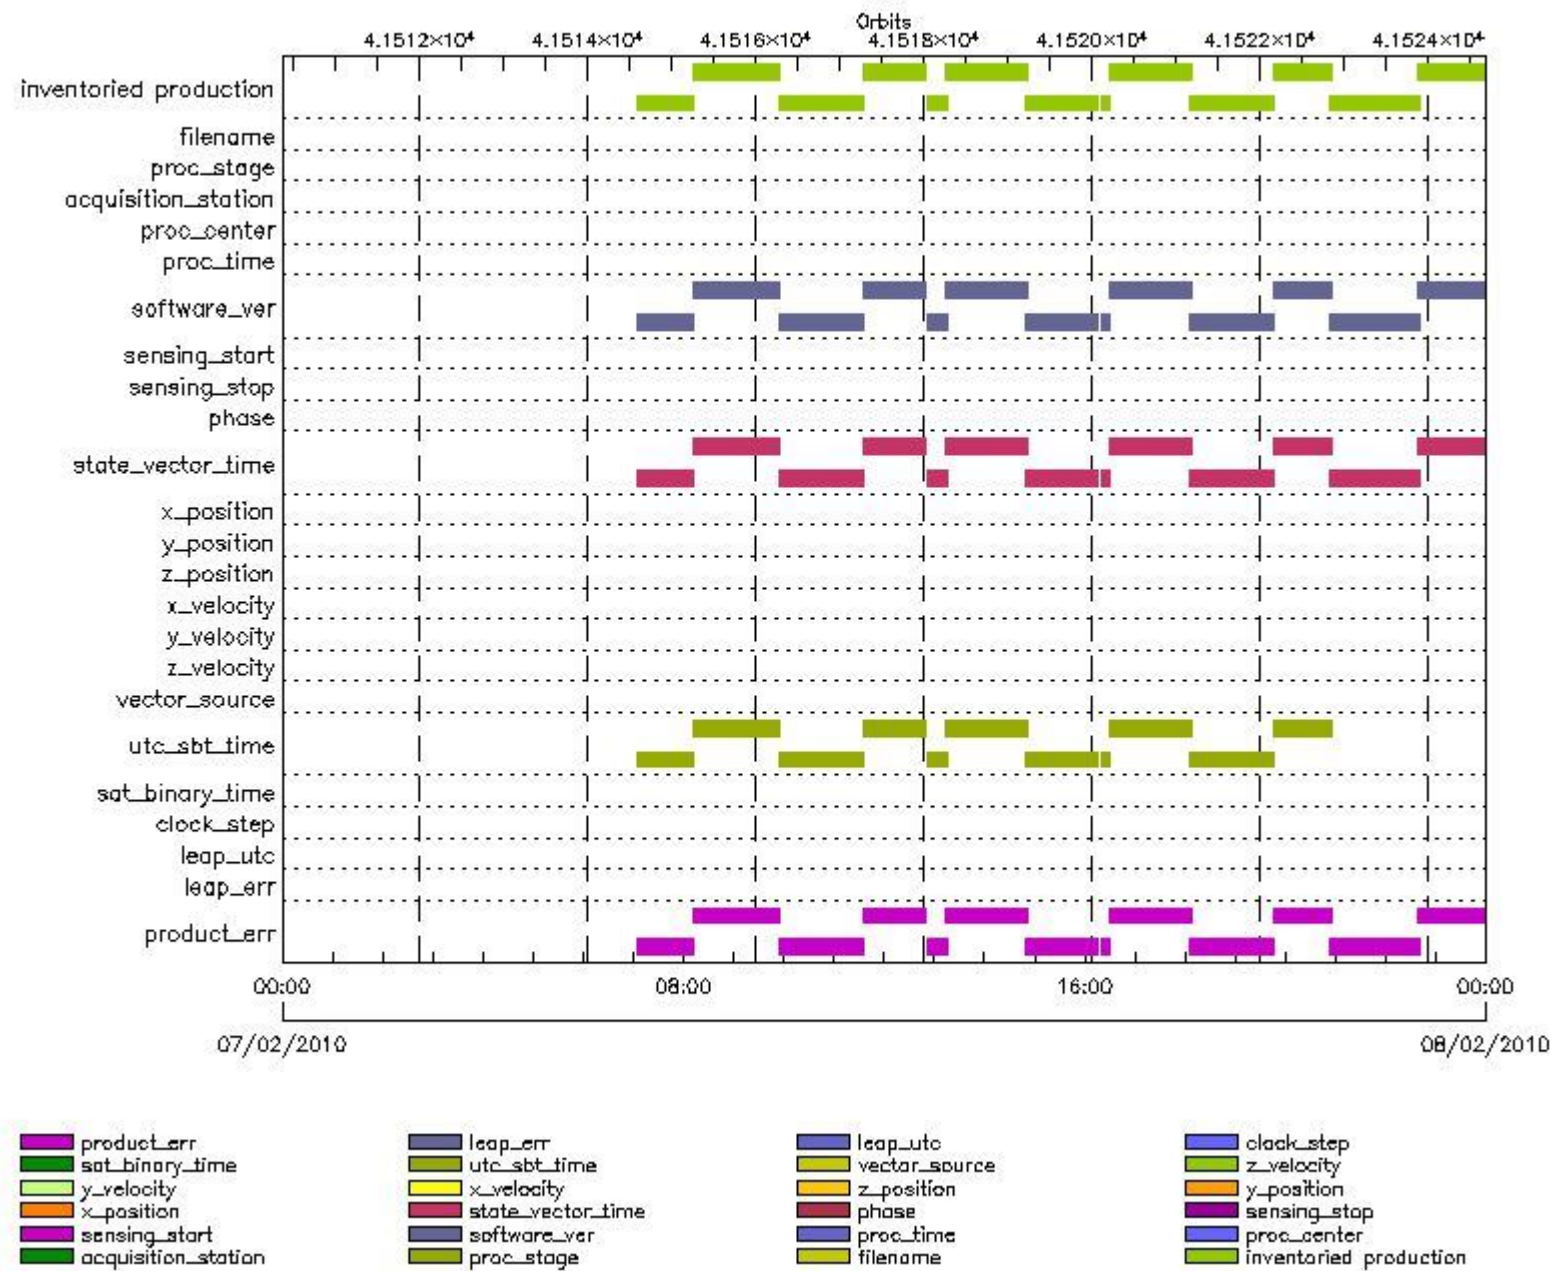 Orbits
4.1512×10⁴ 4.1514×10⁴ 4.1516×10⁴ 4.1518×10⁴ 4.1520×10⁴ 4.1522×10⁴ 4.1524×10⁴
inventoried production
filename
proc_stage
acquisition_station
proc_center
proc_time
software_ver
sensing_start
sensing_stop
phase
state_vector_time
x_position
y_position
z_position
x_velocity
y_velocity
z_velocity
vector_source
utc_sbt_time
sat_binary_time
clock_step
leap_utc
leap_err
product_err
00:00 08:00 16:00 00:00
07/02/2010 08/02/2010
product_err leap_err leap_utc clock_step
sat_binary_time utc_sbt_time vector_source z_velocity
y_velocity x_velocity z_position y_position
x_position state_vector_time phase sensing_stop
sensing_start software_ver proc_time proc_center
acquisition_station proc_stage filename inventoried production